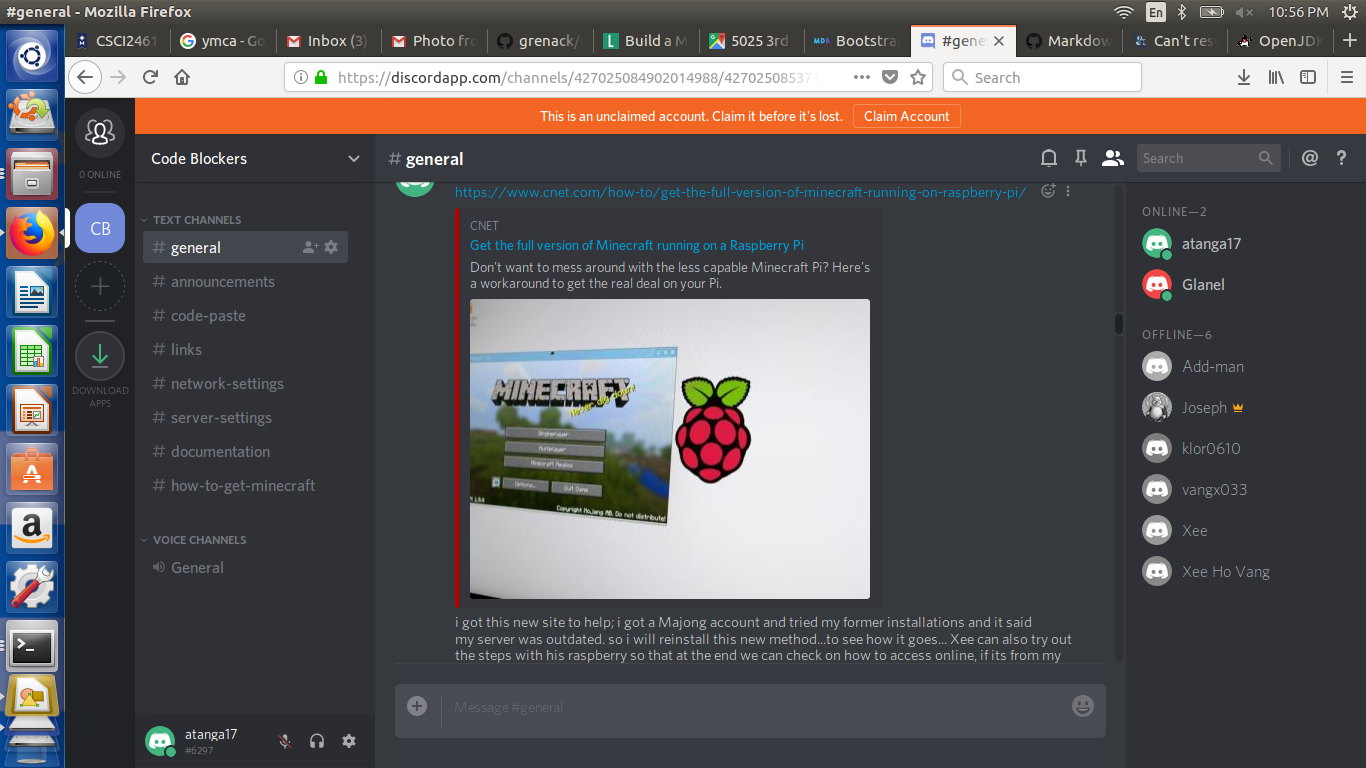 #general - Mozilla Firefox
En
10:56 PM
CSCI2461
ymca - Go
Inbox (3)
Photo fro
grenack/
Build a M
5025 3rd
Bootstra
#gene
Markdow
Can't res
OpenJDK
https://discordapp.com/channels/427025084902014988/42702508537
Search
This is an unclaimed account. Claim it before it's lost.
Claim Account
0 ONLINE
CB
DOWNLOAD
APPS
Code Blockers
TEXT CHANNELS
# general
# announcements
# code-paste
# links
# network-settings
# server-settings
# documentation
# how-to-get-minecraft
VOICE CHANNELS
General
atanga17
#6297
# general
Search
@
?
https://www.cnet.com/how-to/get-the-full-version-of-minecraft-running-on-raspberry-pi/
CNET
Get the full version of Minecraft running on a Raspberry Pi
Don't want to mess around with the less capable Minecraft Pi? Here's
a workaround to get the real deal on your Pi.
MINECRAFT
Never dig down!
Singleplayer
Multiplayer
Minecraft Realms
Options...
Quit Game
Copyright Mojang AB. Do not distribute!
i got this new site to help; i got a Majong account and tried my former installations and it said
my server was outdated. so i will reinstall this new method...to see how it goes... Xee can also try out
the steps with his raspberry so that at the end we can check on how to access online, if its from my
Message #general
ONLINE—2
atanga17
Glanel
OFFLINE—6
Add-man
Joseph
klor0610
vangx033
Xee
Xee Ho Vang